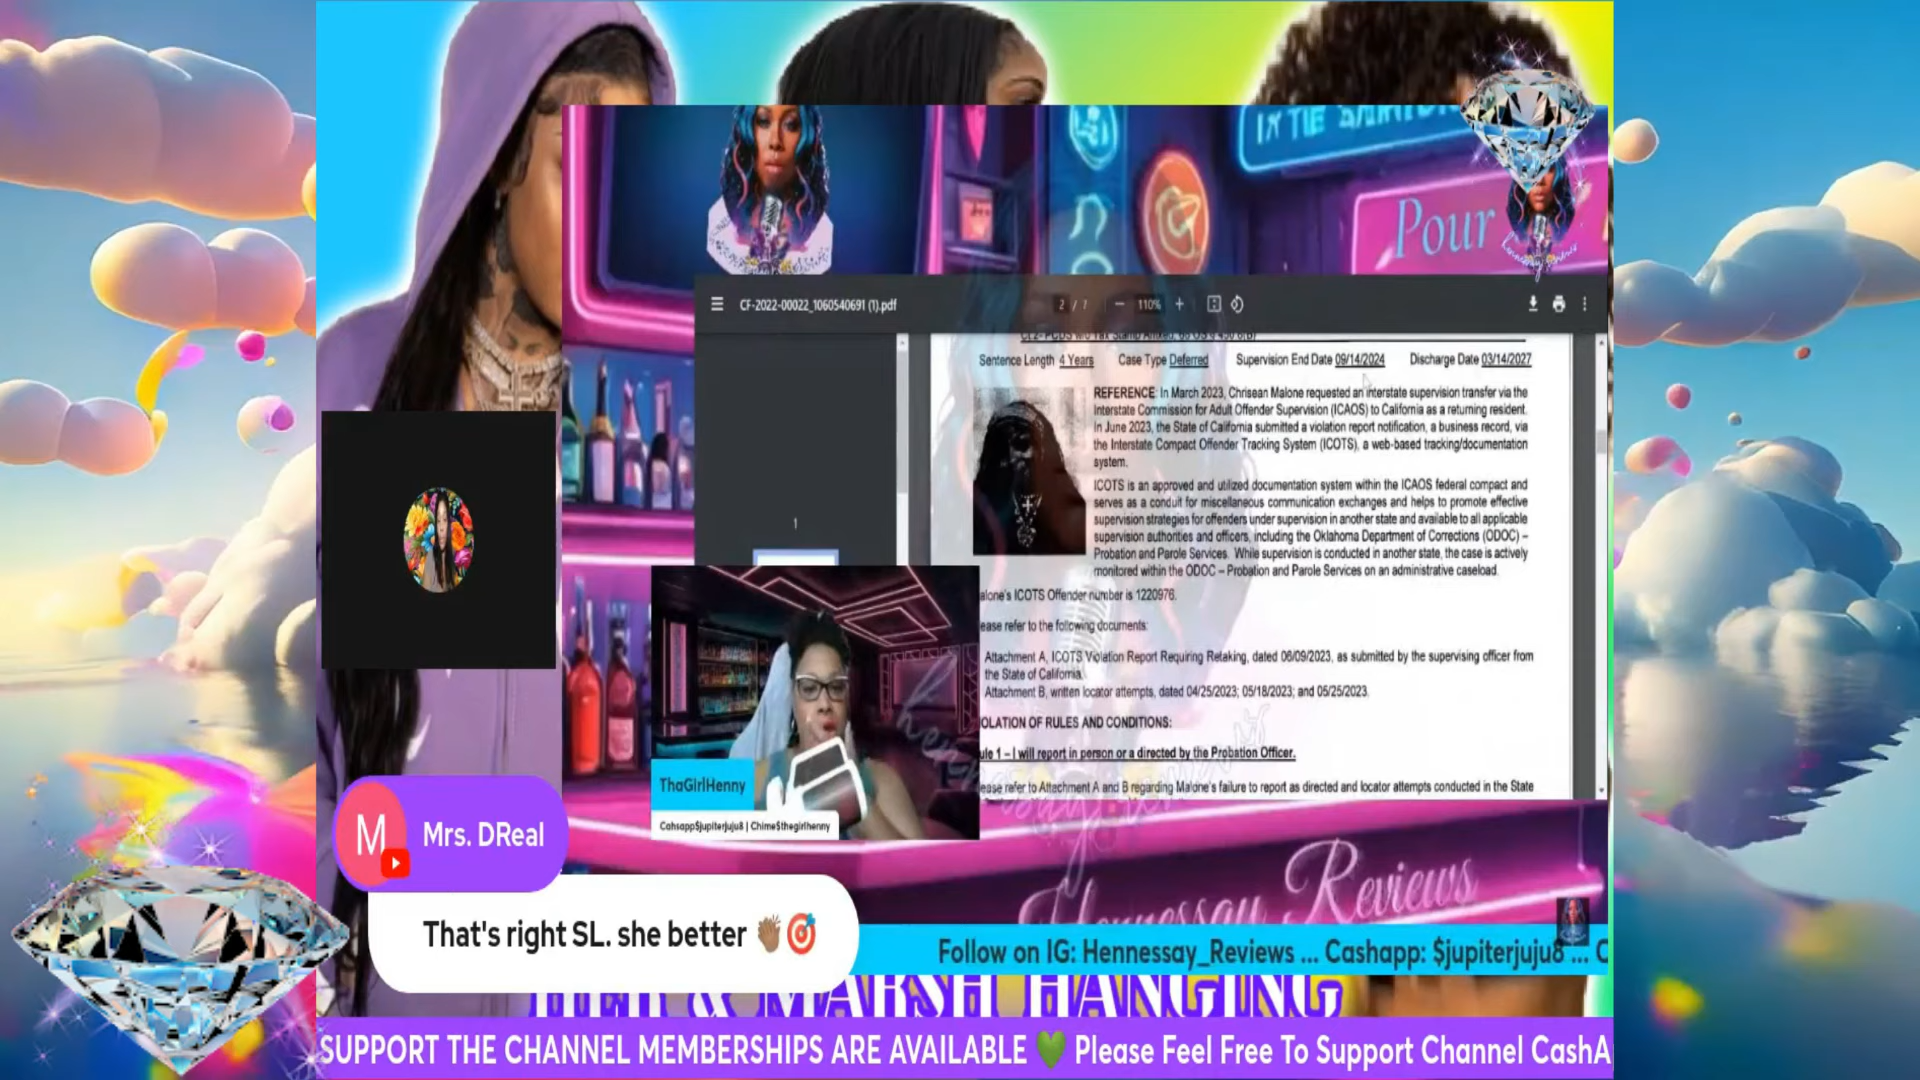 IN THE
Pour
CF-2022-00022_1060540691 (1).pdf
2 / 7
110%
Sentence Length 4 Years Case Type Deferred Supervision End Date 09/14/2024 Discharge Date 03/14/2027
REFERENCE: In March 2023, Chrisean Malone requested an interstate supervision transfer via the
Interstate Commission for Adult Offender Supervision (ICAOS) to California as a returning resident.
In June 2023, the State of California submitted a violation report notification, a business record, via
the Interstate Compact Offender Tracking System (ICOTS), a web-based tracking/documentation
system.
ICOTS is an approved and utilized documentation system within the ICAOS federal compact and
serves as a conduit for miscellaneous communication exchanges and helps to promote effective
supervision strategies for offenders under supervision in another state and available to all applicable
supervision authorities and officers, including the Oklahoma Department of Corrections (ODOC) –
Probation and Parole Services. While supervision is conducted in another state, the case is actively
monitored within the ODOC – Probation and Parole Services on an administrative caseload.
1
alone's ICOTS Offender number is 1220976.
ease refer to the following documents:
Attachment A, ICOTS Violation Report Requiring Retaking, dated 06/09/2023, as submitted by the supervising officer from
the State of California.
Attachment B, written locator attempts, dated 04/25/2023; 05/18/2023; and 05/25/2023.
OLATION OF RULES AND CONDITIONS:
ule 1 – I will report in person or a directed by the Probation Officer.
ease refer to Attachment A and B regarding Malone's failure to report as directed and locator attempts conducted in the State
ThaGirlHenny
Cahsapp$jupiterjuju8 | Chime$thegirlhenny
M
Mrs. DReal
That's right SL. she better 👏🏽🎯
Hennessay Reviews
Follow on IG: Hennessay_Reviews ... Cashapp: $jupiterjuju8 ... C
& MARSH HANGING
SUPPORT THE CHANNEL MEMBERSHIPS ARE AVAILABLE 💚 Please Feel Free To Support Channel CashA